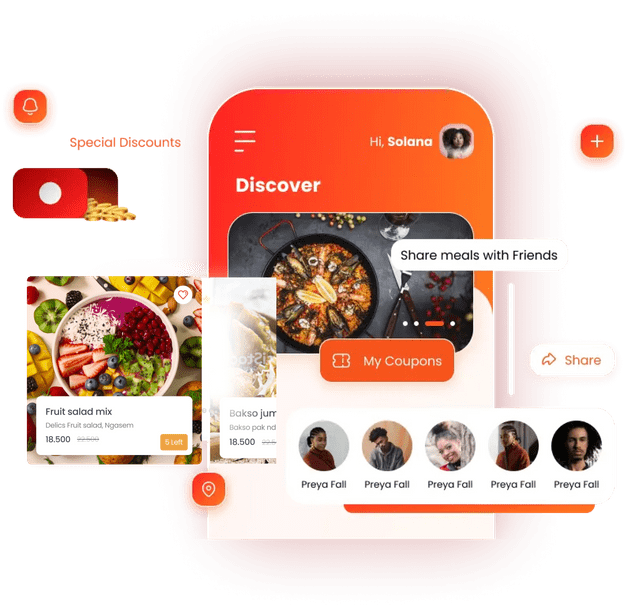 Special Discounts
Hi, Solana
Discover
Share meals with Friends
My Coupons
Share
Fruit salad mix
Delics Fruit salad, Ngasem
18.500 22.500
5 Left
Bakso jum
Bakso pak nd
18.000 22.5
Preya Fall
Preya Fall
Preya Fall
Preya Fall
Preya Fall